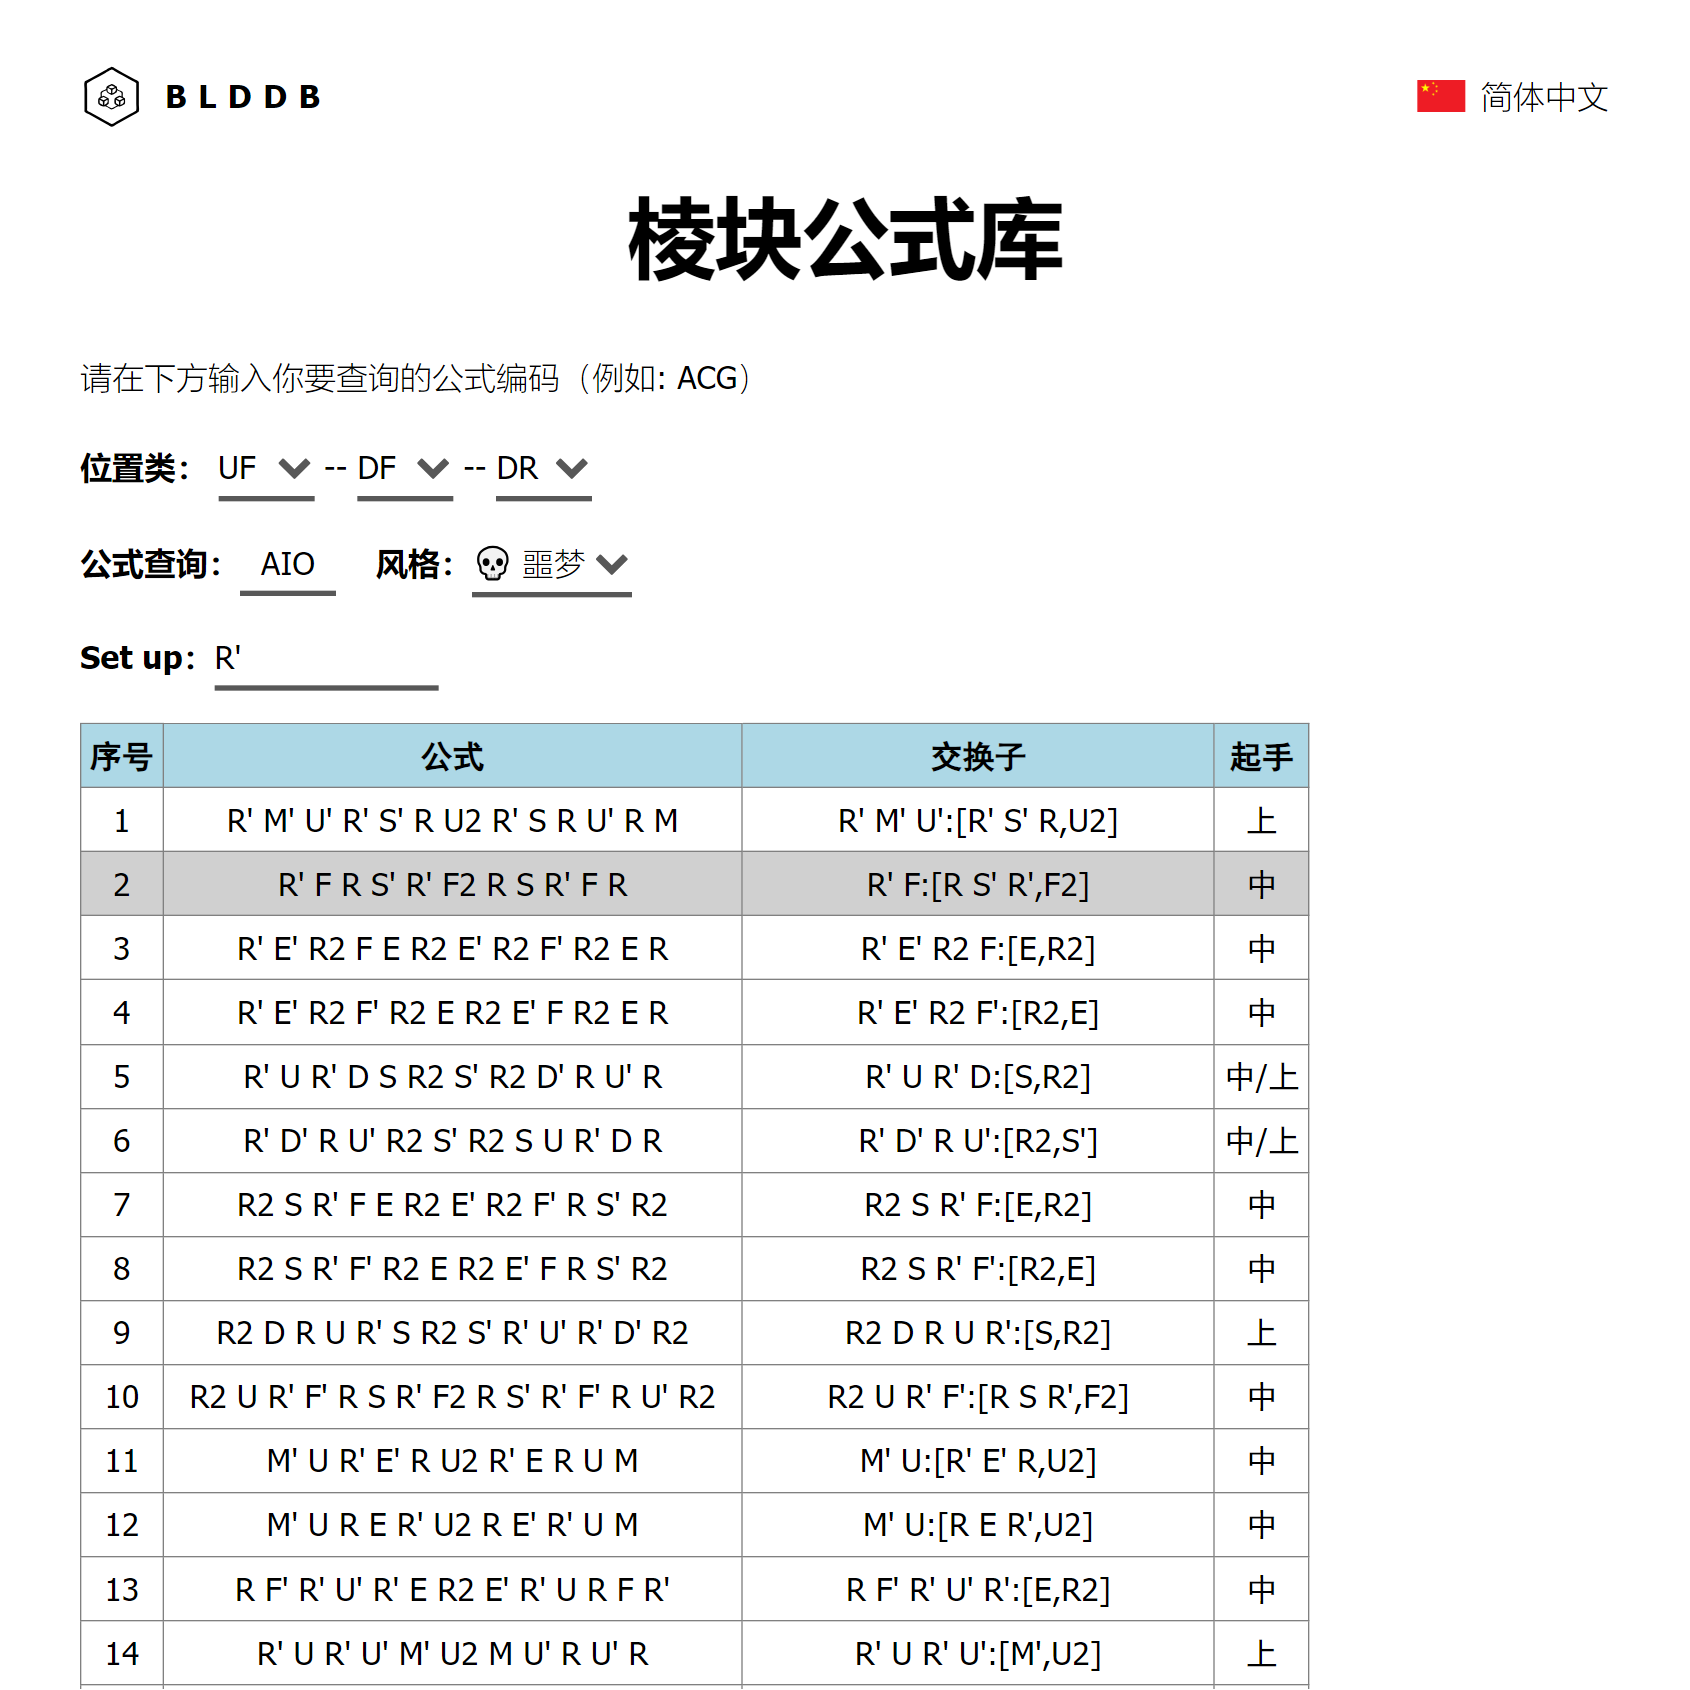 BLDDB
简体中文
棱块公式库
请在下方输入你要查询的公式编码（例如: ACG）
位置类： UF -- DF -- DR
公式查询： AIO 风格： 💀 噩梦
Set up： R'
序号 公式 交换子 起手
1 R' M' U' R' S' R U2 R' S R U' R M R' M' U':[R' S' R,U2] 上
2 R' F R S' R' F2 R S R' F R R' F:[R S' R',F2] 中
3 R' E' R2 F E R2 E' R2 F' R2 E R R' E' R2 F:[E,R2] 中
4 R' E' R2 F' R2 E R2 E' F R2 E R R' E' R2 F':[R2,E] 中
5 R' U R' D S R2 S' R2 D' R U' R R' U R' D:[S,R2] 中/上
6 R' D' R U' R2 S' R2 S U R' D R R' D' R U':[R2,S'] 中/上
7 R2 S R' F E R2 E' R2 F' R S' R2 R2 S R' F:[E,R2] 中
8 R2 S R' F' R2 E R2 E' F R S' R2 R2 S R' F':[R2,E] 中
9 R2 D R U R' S R2 S' R' U' R' D' R2 R2 D R U R':[S,R2] 上
10 R2 U R' F' R S R' F2 R S' R' F' R U' R2 R2 U R' F':[R S R',F2] 中
11 M' U R' E' R U2 R' E R U M M' U:[R' E' R,U2] 中
12 M' U R E R' U2 R E' R' U M M' U:[R E R',U2] 中
13 R F' R' U' R' E R2 E' R' U R F R' R F' R' U' R':[E,R2] 中
14 R' U R' U' M' U2 M U' R U' R R' U R' U':[M',U2] 上